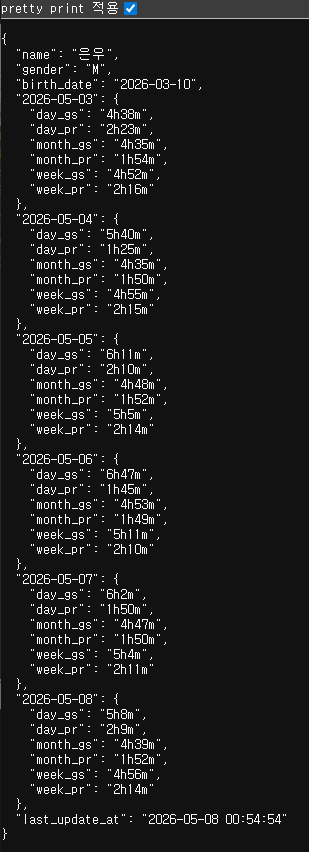 pretty print 적용
{
"name": "은우",
"gender": "M",
"birth_date": "2026-03-10",
"2026-05-03": {
"day_gs": "4h38m",
"day_pr": "2h23m",
"month_gs": "4h35m",
"month_pr": "1h54m",
"week_gs": "4h52m",
"week_pr": "2h16m"
},
"2026-05-04": {
"day_gs": "5h40m",
"day_pr": "1h25m",
"month_gs": "4h35m",
"month_pr": "1h50m",
"week_gs": "4h55m",
"week_pr": "2h15m"
},
"2026-05-05": {
"day_gs": "6h11m",
"day_pr": "2h10m",
"month_gs": "4h48m",
"month_pr": "1h52m",
"week_gs": "5h5m",
"week_pr": "2h14m"
},
"2026-05-06": {
"day_gs": "6h47m",
"day_pr": "1h45m",
"month_gs": "4h53m",
"month_pr": "1h49m",
"week_gs": "5h11m",
"week_pr": "2h10m"
},
"2026-05-07": {
"day_gs": "6h2m",
"day_pr": "1h50m",
"month_gs": "4h47m",
"month_pr": "1h50m",
"week_gs": "5h4m",
"week_pr": "2h11m"
},
"2026-05-08": {
"day_gs": "5h8m",
"day_pr": "2h9m",
"month_gs": "4h39m",
"month_pr": "1h52m",
"week_gs": "4h56m",
"week_pr": "2h14m"
},
"last_update_at": "2026-05-08 00:54:54"
}